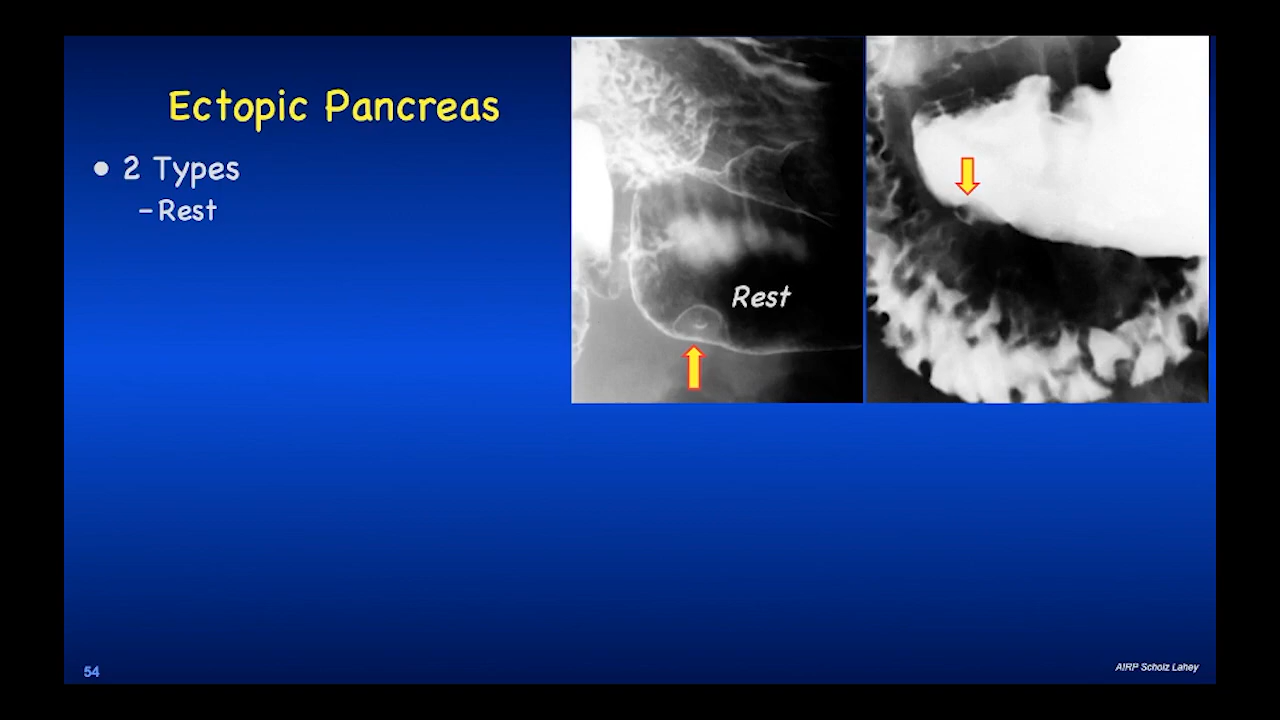 Ectopic Pancreas
• 2 Types
–Rest
Rest
54
AIRP Scholz Lahey